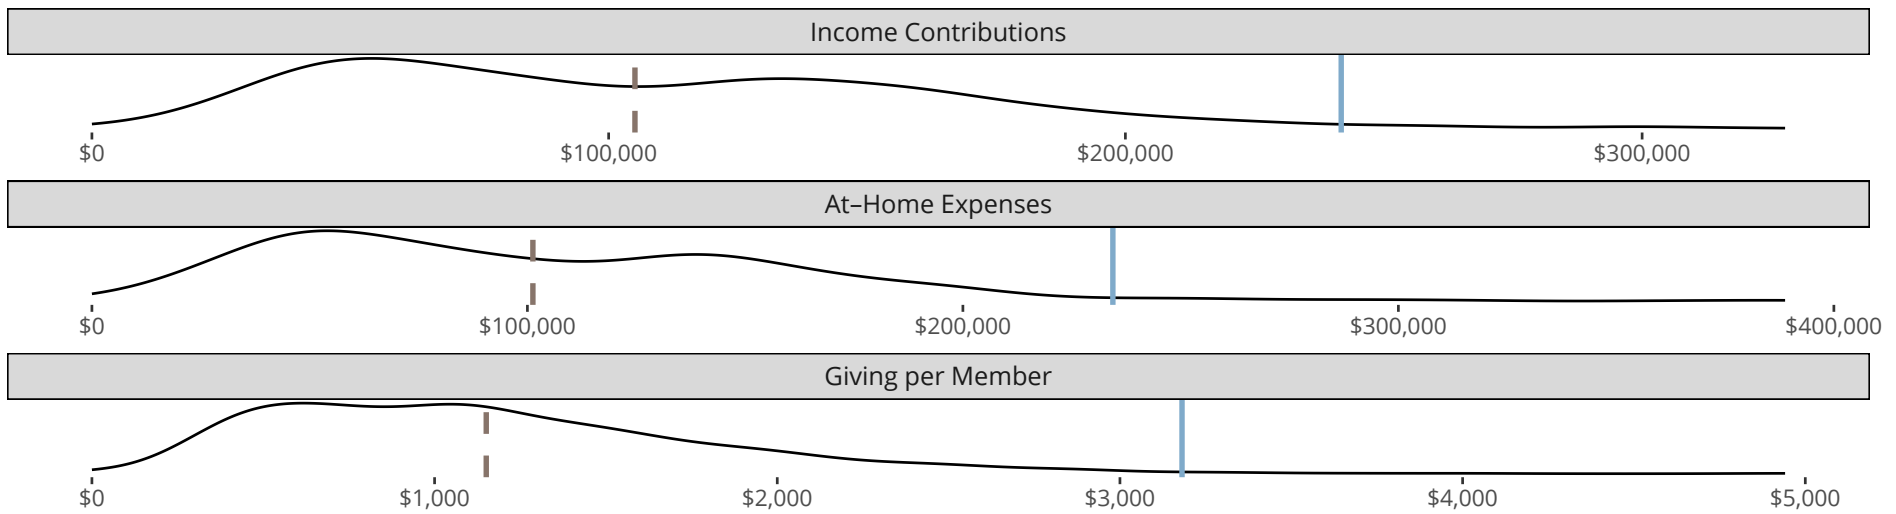 Income Contributions
$0 $100,000 $200,000 $300,000
At–Home Expenses
$0 $100,000 $200,000 $300,000 $400,000
Giving per Member
$0 $1,000 $2,000 $3,000 $4,000 $5,000